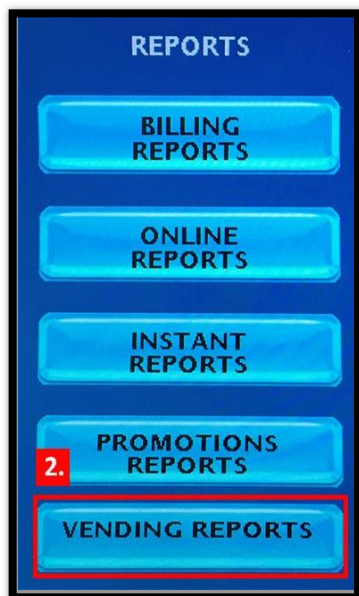 REPORTS
BILLING
REPORTS
ONLINE
REPORTS
INSTANT
REPORTS
PROMOTIONS
REPORTS
2.
VENDING REPORTS